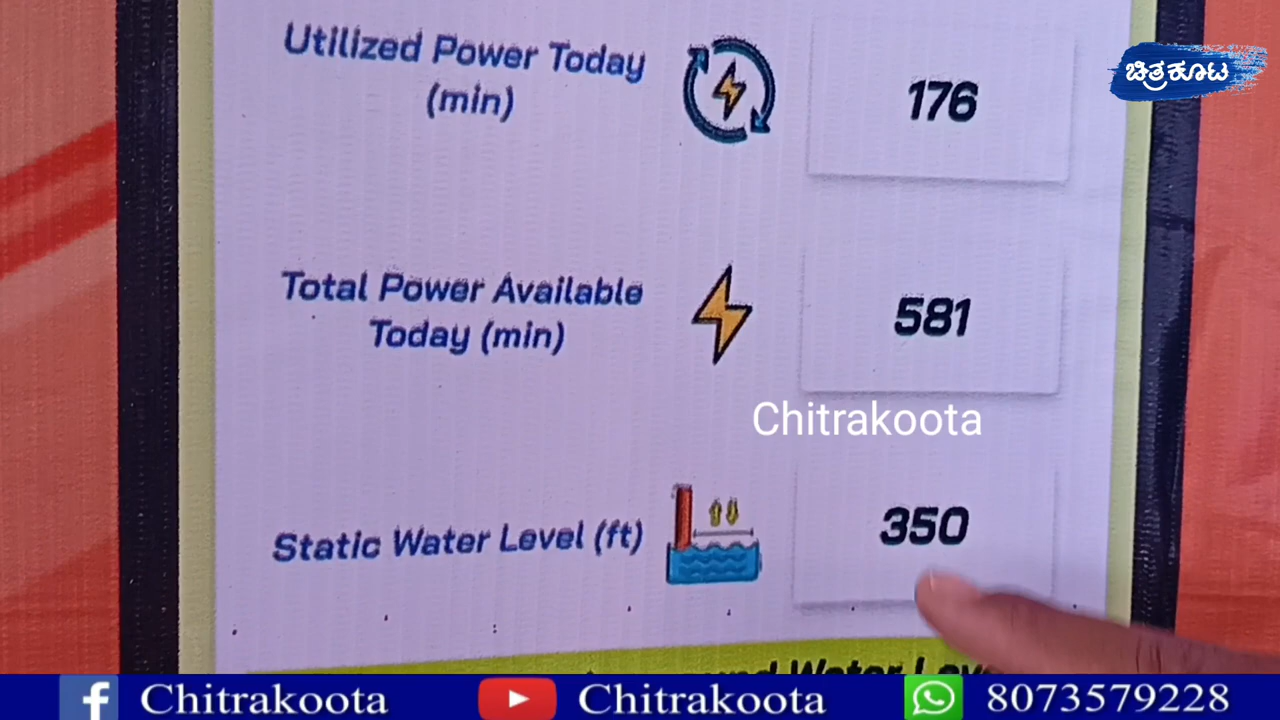 Utilized Power Today
(min)
176
ಚಿತ್ರಕೂಟ
Total Power Available
Today (min)
581
Chitrakoota
Static Water Level (ft)
350
Water
Chitrakoota
Chitrakoota
8073579228